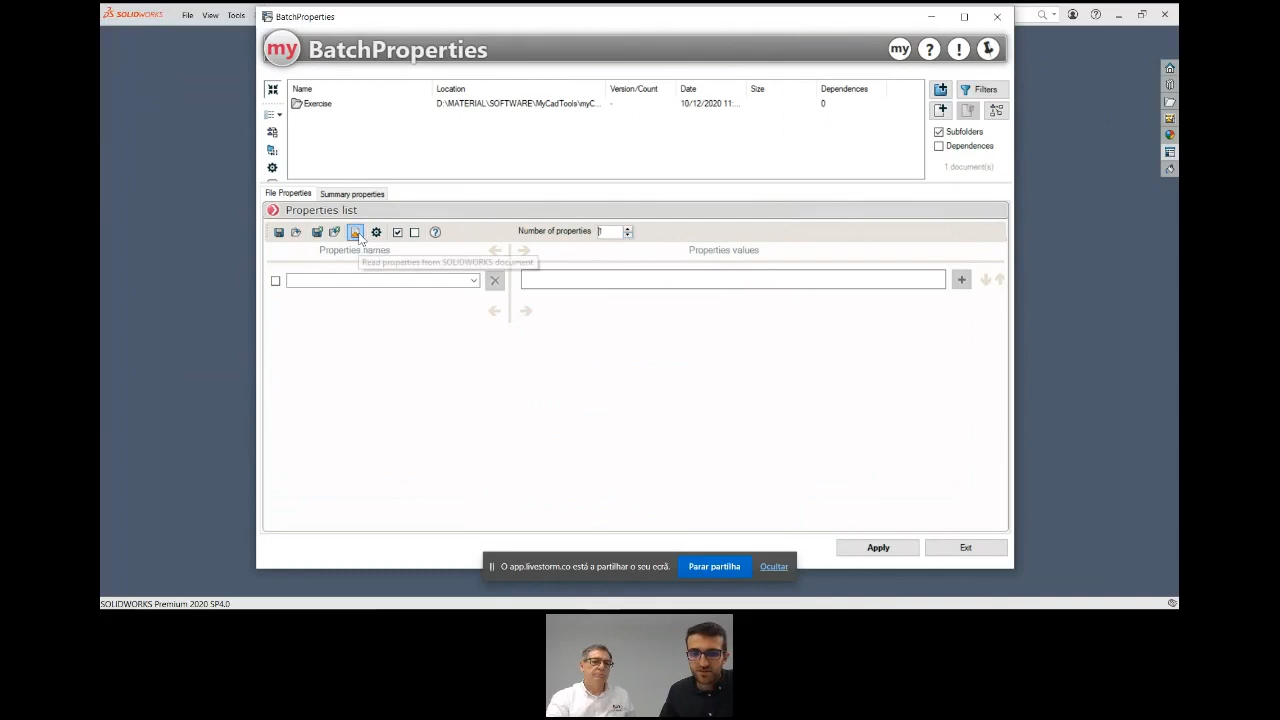 SOLIDWORKS File View Tools
BatchProperties
my BatchProperties my ? !
Name Location Version/Count Date Size Dependences
Exercise D:\MATERIAL\SOFTWARE\MyCadTools\myC... - 10/12/2020 11:... 0
Filters
Subfolders
Dependences
1 document(s)
File Properties Summary properties
Properties list
Number of properties 1
Properties names Properties values
Read properties from SOLIDWORKS document
Apply Exit
O app.livestorm.co está a partilhar o seu ecrã. Parar partilha Ocultar
SOLIDWORKS Premium 2020 SP4.0